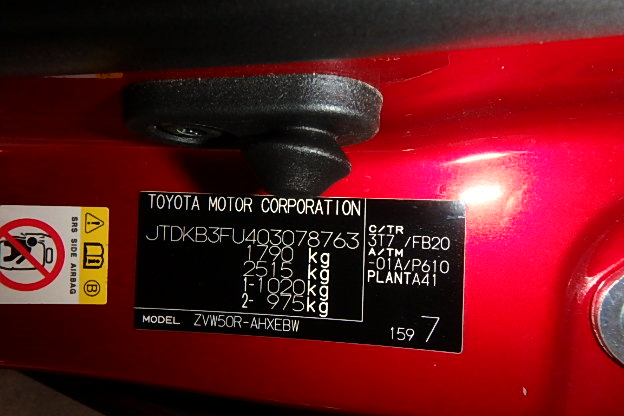 TOYOTA MOTOR CORPORATION
JTDKB3FU403078763
1790 kg
2515 kg
1-1020 kg
2- 975 kg
C/TR
3T7 /FB20
A/TM
-01A/P610
PLANTA41
MODEL ZVW50R-AHXEBW
159 7
SRS SIDE AIRBAG